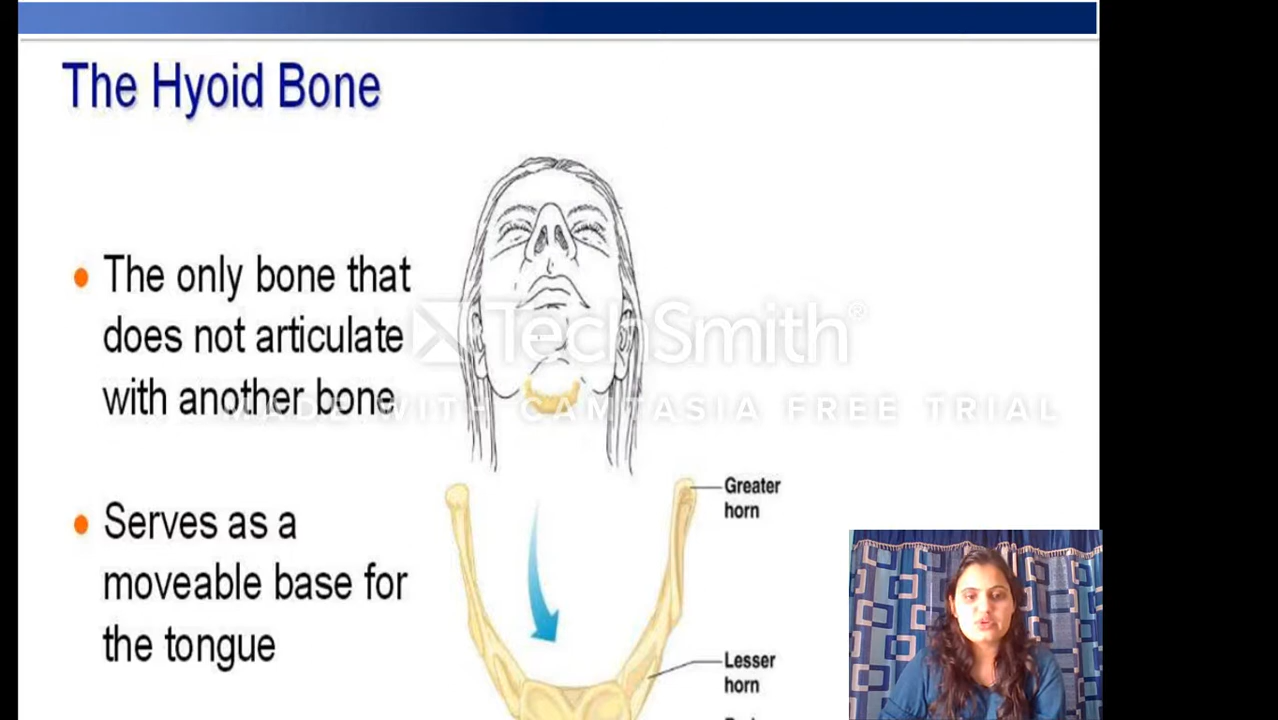 The Hyoid Bone
The only bone that
does not articulate
with another bone
TechSmith®
MADE WITH CAMTASIA FREE TRIAL
Greater
horn
Serves as a
moveable base for
the tongue
Lesser
horn